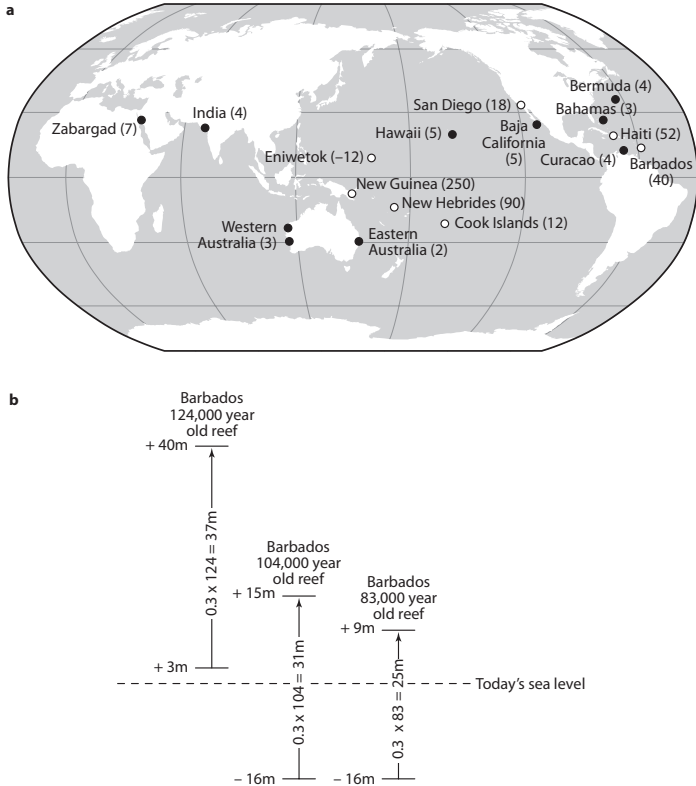 a
Bermuda (4)
San Diego (18)
Bahamas (3)
India (4)
Zabargad (7)
Hawaii (5)
Baja
California
(5)
Haiti (52)
Eniwetok (–12)
Curacao (4)
Barbados
(40)
New Guinea (250)
New Hebrides (90)
Cook Islands (12)
Western
Australia (3)
Eastern
Australia (2)
b
Barbados
124,000 year
old reef
+ 40m
0.3 x 124 = 37m
+ 3m
Barbados
104,000 year
old reef
+ 15m
0.3 x 104 = 31m
– 16m
Barbados
83,000 year
old reef
+ 9m
0.3 x 83 = 25m
– 16m
Today's sea level